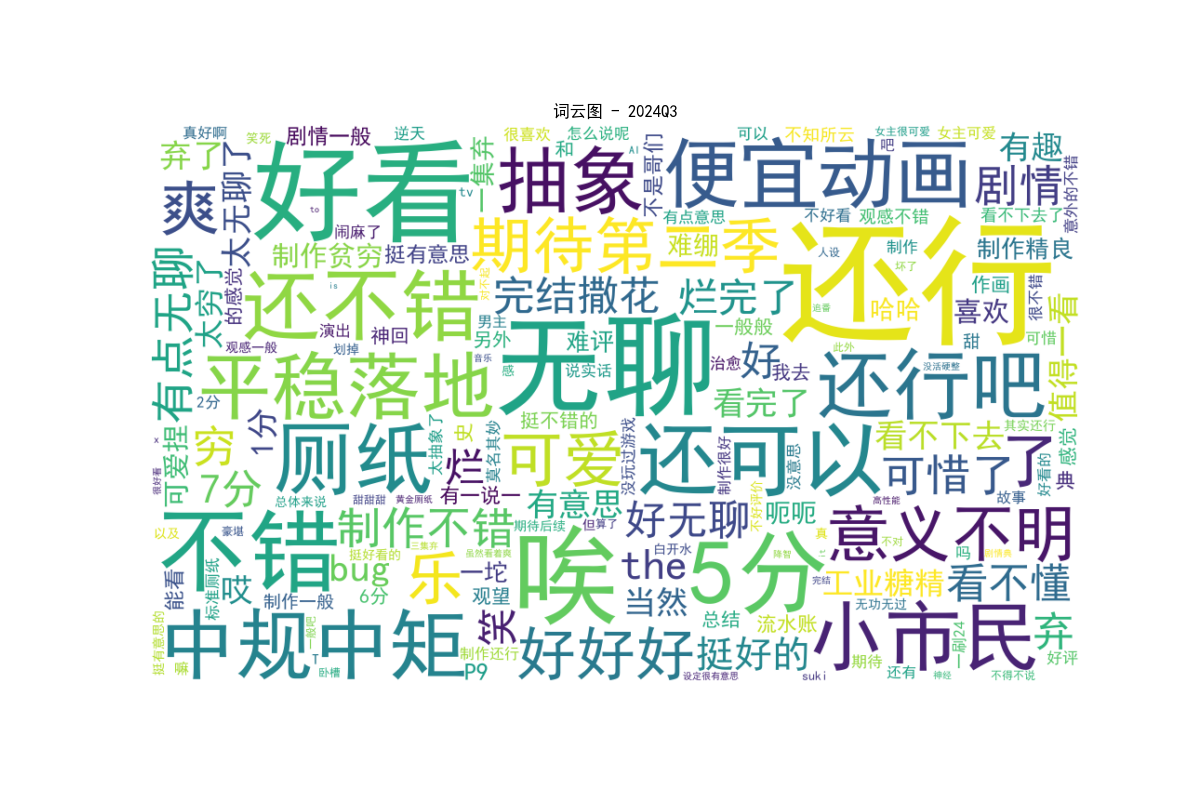 词云图 - 2024Q3
真好啊
笑死
剧情一般
逆天
很喜欢
怎么说呢
可以
不知所云
女主很可爱
女主可爱
弃了
好看
一集弃
抽象
和
AI
不是哥们
便宜动画
吧
有趣
爽
太无聊了
tv
to
剧情
意外的不错
有点意思
不好看
观感不错
看不下去了
闹麻了
制作贫穷
挺有意思
期待第二季
难绷
还行
人设
制作
制作精良
坏了
有点无聊
太穷了
的感觉
is
还不错
对不起
完结撒花
烂完了
追番
哈哈
作画
喜欢
很不错
值得一看
演出
神回
男主
另外
无聊
难评
一般般
甜
可惜
观感一般
划掉
音乐
感
说实话
治愈
好
我去
此外
还行吧
没活硬整
2分
平稳落地
看完了
1分
挺不错的
其实还行
x
可爱捏
穷
厕纸
太抽象了
史
烂
莫名其妙
可爱
没玩过游戏
还可以
制作很好
没意思
看不下去
了
感觉
很好看
7分
可惜了
好看的
典
总体来说
甜甜甜
黄金厕纸
有一说一
有意思
不好评价
高性能
故事
以及
豪堪
不错
制作不错
期待后续
但算了
好无聊
呃呃
真
意义不明
三集弃
挺好看的
虽然看着爽
白开水
降智
不对
吗
剧情典
能看
标准厕纸
哎
bug
乐
一坨
唉
the
5分
完结
工业糖精
看不懂
制作一般
6分
观望
当然
无功无过
挺有意思的
中规中矩
一般吧
笑
总结
流水账
小市民
一刷24
弃
T
卧槽
制作还行
P9
好好好
挺好的
期待
好评
设定很有意思
suki
还有
神经
不得不说